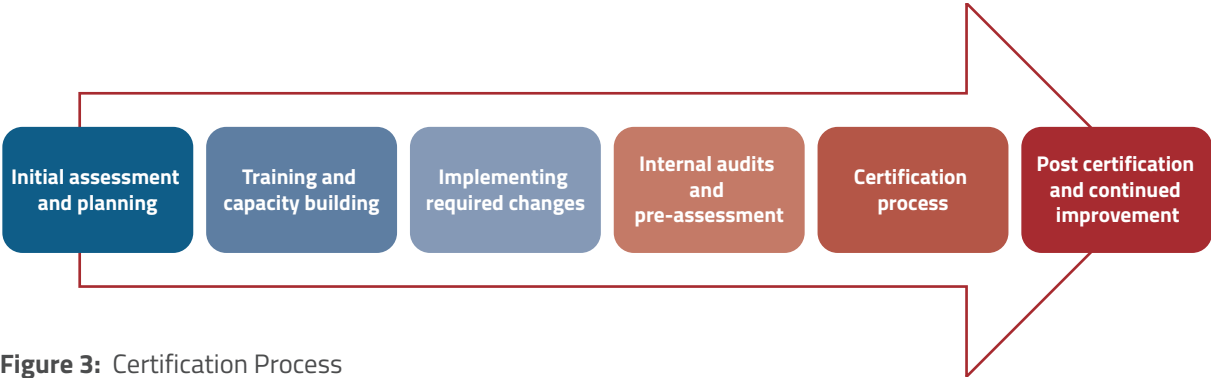 Initial assessment
and planning
Training and
capacity building
Implementing
required changes
Internal audits
and
pre-assessment
Certification
process
Post certification
and continued
improvement
Figure 3: Certification Process